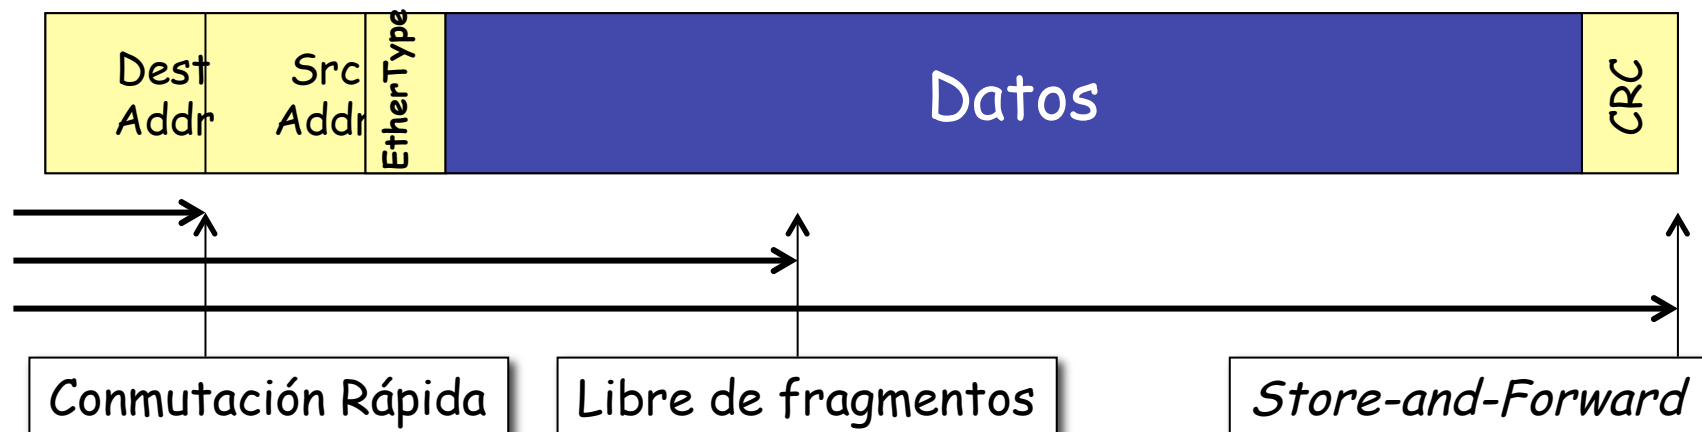 Dest
Addr
Src
Addr
EtherType
Datos
CRC
Conmutación Rápida
Libre de fragmentos
Store-and-Forward